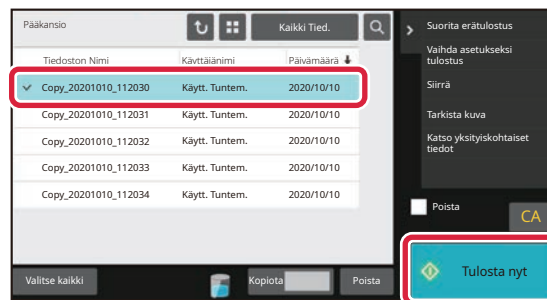 Pääkansio
Kaikki Tied.
Tiedoston Nimi Käyttäjänimi Päivämäärä
Copy_20201010_112030 Käytt. Tuntem. 2020/10/10
Copy_20201010_112031 Käytt. Tuntem. 2020/10/10
Copy_20201010_112032 Käytt. Tuntem. 2020/10/10
Copy_20201010_112033 Käytt. Tuntem. 2020/10/10
Copy_20201010_112034 Käytt. Tuntem. 2020/10/10
Valitse kaikki
Kopiota
Poista
Suorita erätulostus
Vaihda asetukseksi
tulostus
Siirrä
Tarkista kuva
Katso yksityiskohtaiset
tiedot
Poista
CA
Tulosta nyt